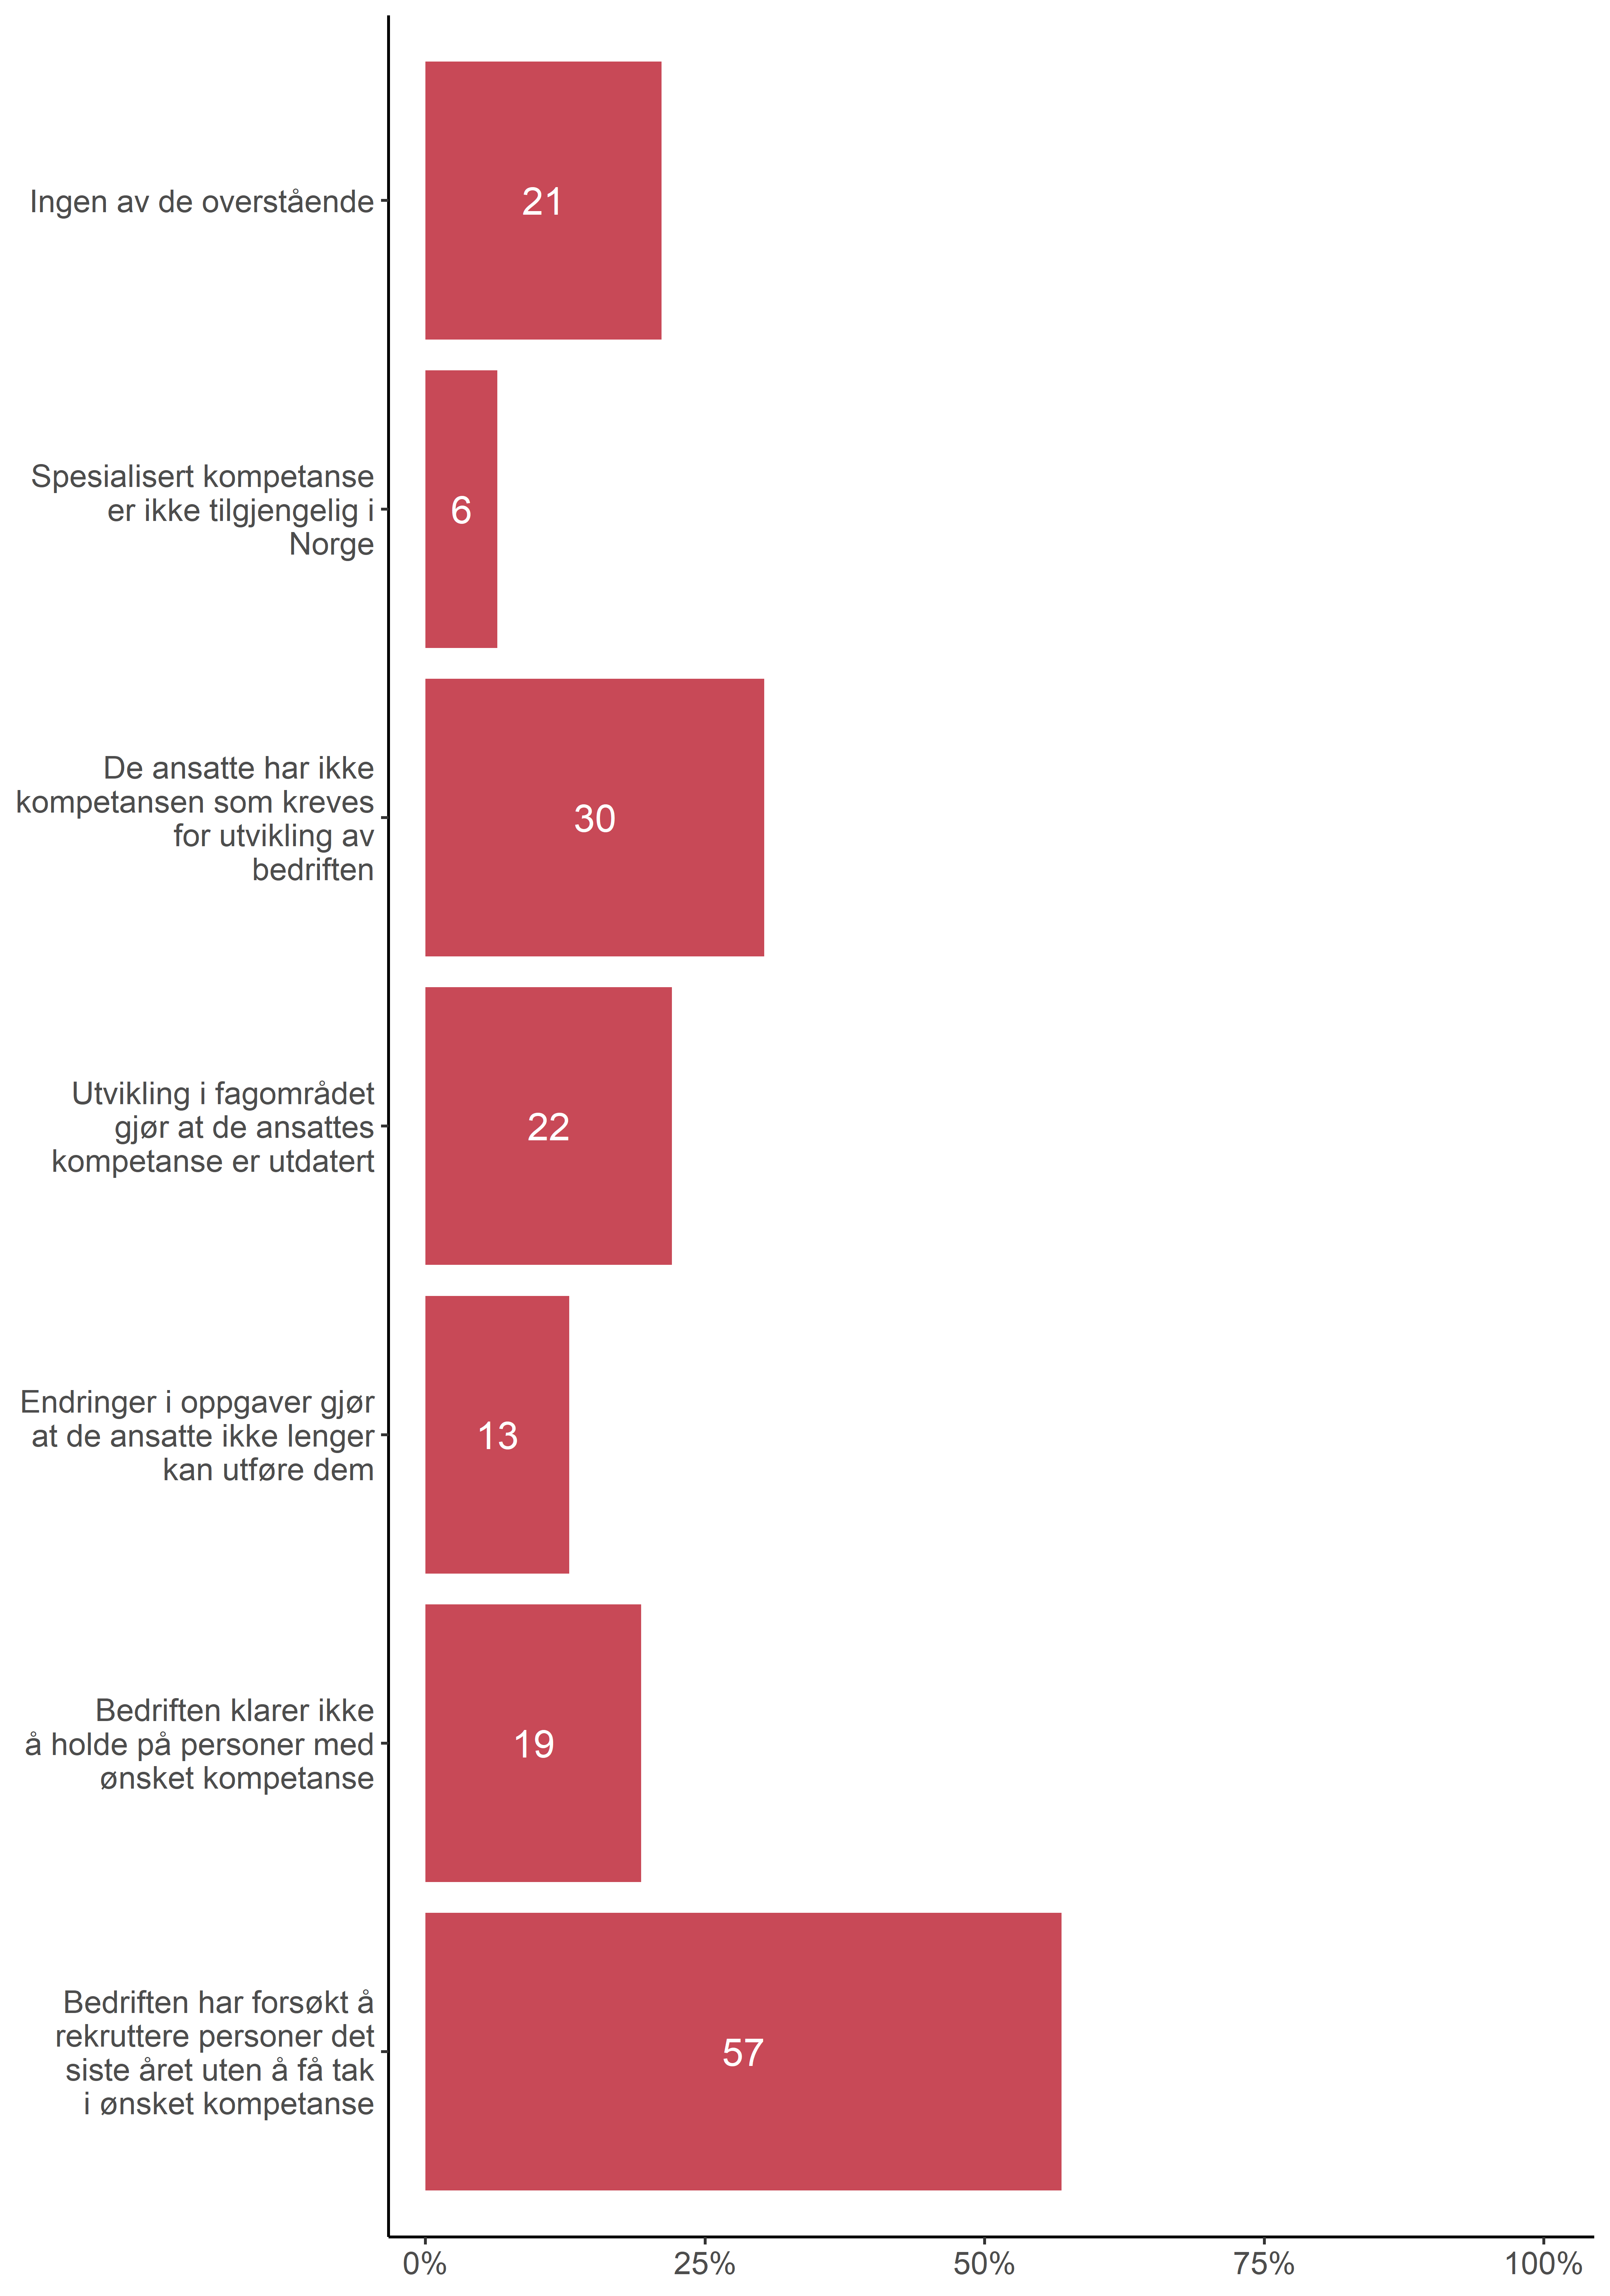 Ingen av de overstående
21
Spesialisert kompetanse
er ikke tilgjengelig i
Norge
6
De ansatte har ikke
kompetansen som kreves
for utvikling av
bedriften
30
Utvikling i fagområdet
gjør at de ansattes
kompetanse er utdatert
22
Endringer i oppgaver gjør
at de ansatte ikke lenger
kan utføre dem
13
Bedriften klarer ikke
å holde på personer med
ønsket kompetanse
19
Bedriften har forsøkt å
rekruttere personer det
siste året uten å få tak
i ønsket kompetanse
57
0% 25% 50% 75% 100%